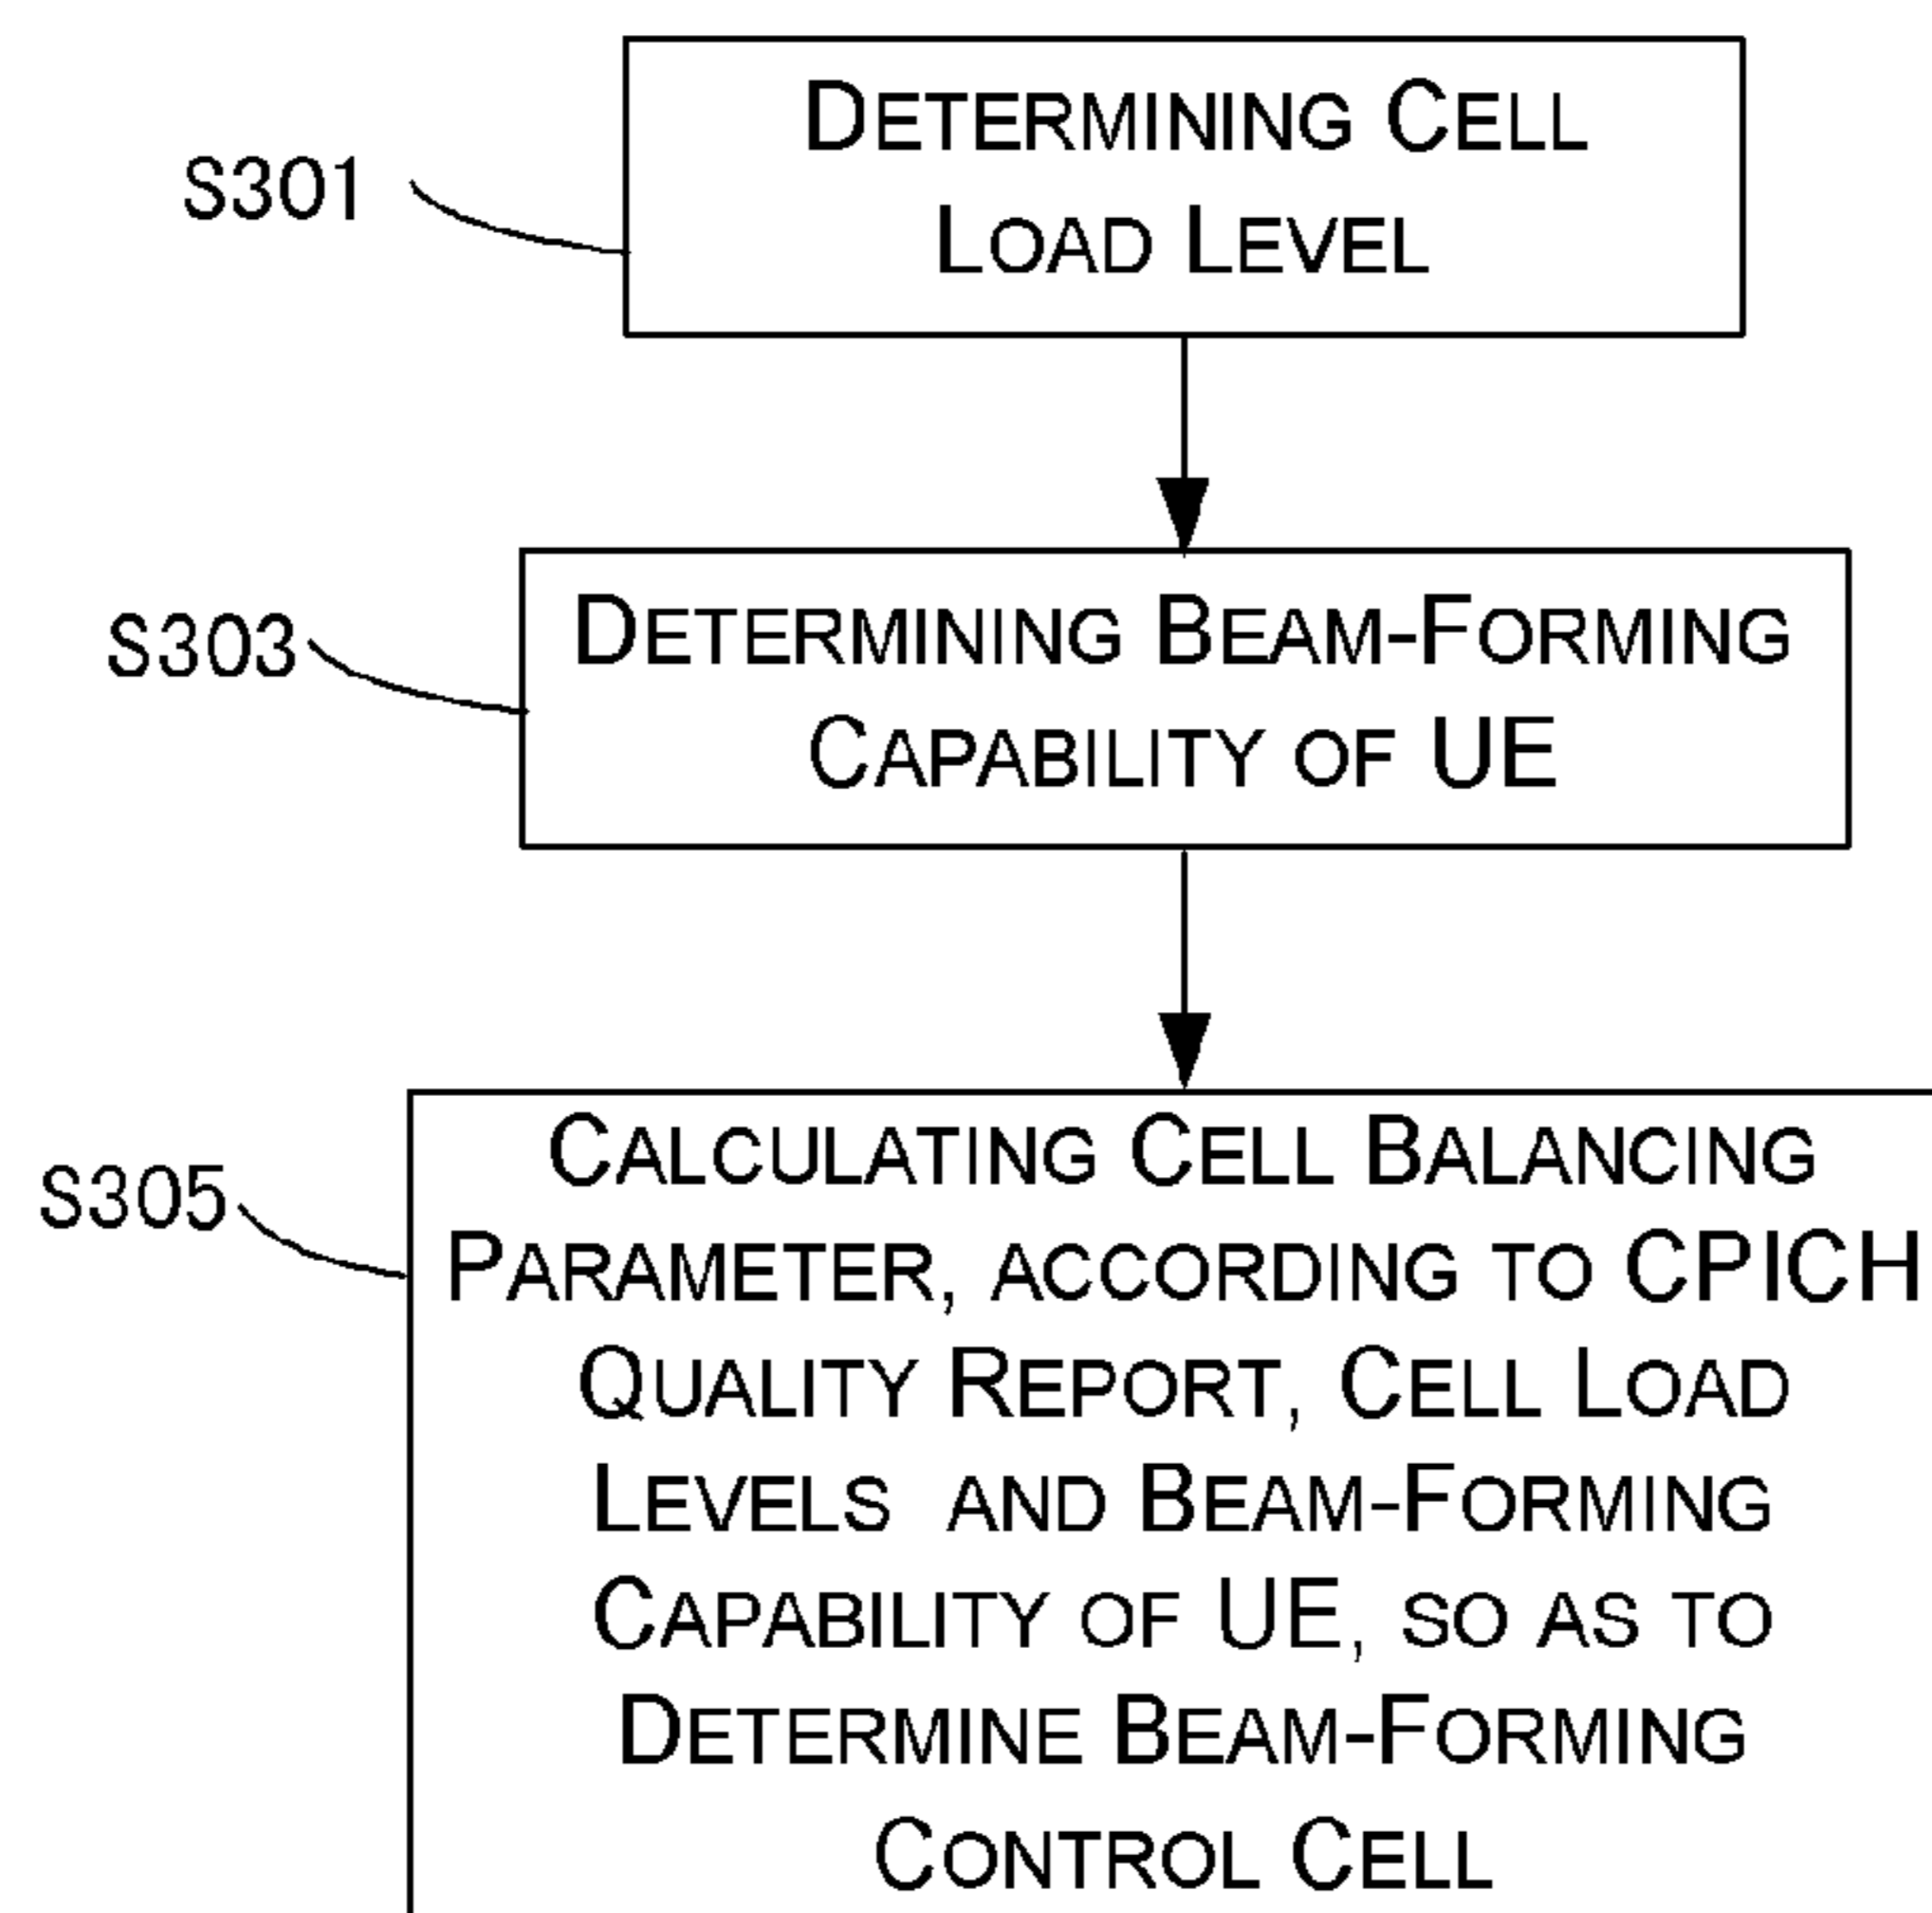 S301
DETERMINING CELL
LOAD LEVEL
S303
DETERMINING BEAM-FORMING
CAPABILITY OF UE
S305
CALCULATING CELL BALANCING
PARAMETER, ACCORDING TO CPICH
QUALITY REPORT, CELL LOAD
LEVELS AND BEAM-FORMING
CAPABILITY OF UE, SO AS TO
DETERMINE BEAM-FORMING
CONTROL CELL